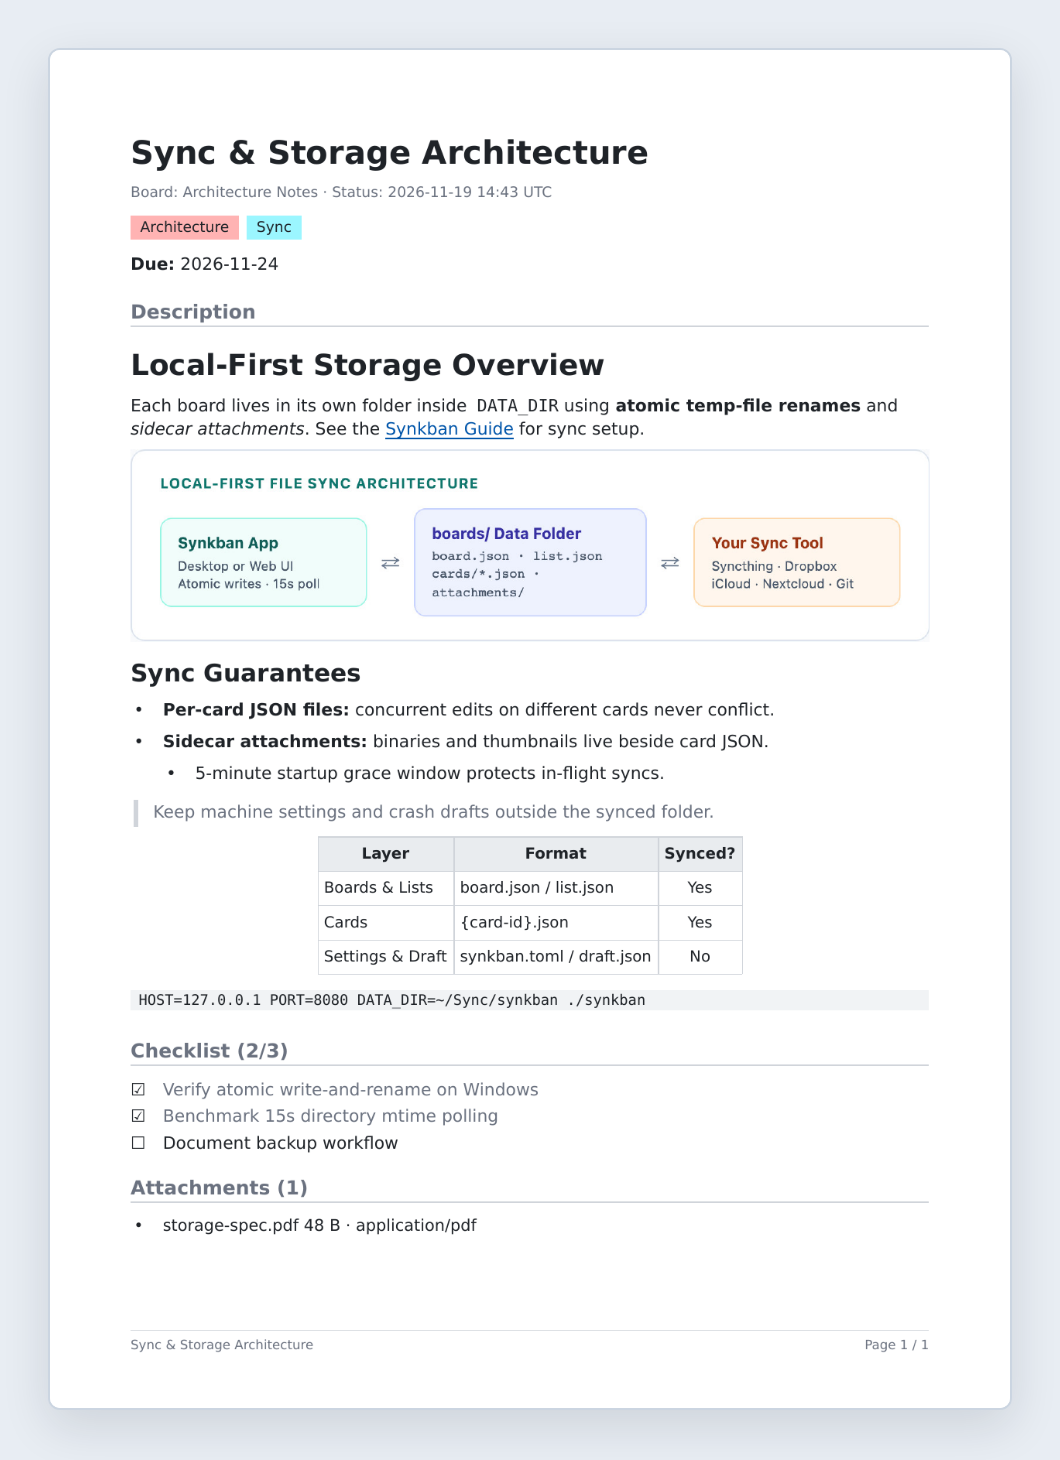 Sync & Storage Architecture
Board: Architecture Notes · Status: 2026-11-19 14:43 UTC
Architecture Sync
Due: 2026-11-24
Description
Local-First Storage Overview
Each board lives in its own folder inside DATA_DIR using atomic temp-file renames and
sidecar attachments. See the Synkban Guide for sync setup.
LOCAL-FIRST FILE SYNC ARCHITECTURE
Synkban App
Desktop or Web UI
Atomic writes · 15s poll
⇄
boards/ Data Folder
board.json · list.json
cards/*.json ·
attachments/
⇄
Your Sync Tool
Syncthing · Dropbox
iCloud · Nextcloud · Git
Sync Guarantees
• Per-card JSON files: concurrent edits on different cards never conflict.
• Sidecar attachments: binaries and thumbnails live beside card JSON.
• 5-minute startup grace window protects in-flight syncs.
Keep machine settings and crash drafts outside the synced folder.
Layer Format Synced?
Boards & Lists board.json / list.json Yes
Cards {card-id}.json Yes
Settings & Draft synkban.toml / draft.json No
HOST=127.0.0.1 PORT=8080 DATA_DIR=~/Sync/synkban ./synkban
Checklist (2/3)
☑ Verify atomic write-and-rename on Windows
☑ Benchmark 15s directory mtime polling
☐ Document backup workflow
Attachments (1)
• storage-spec.pdf 48 B · application/pdf
Sync & Storage Architecture Page 1 / 1